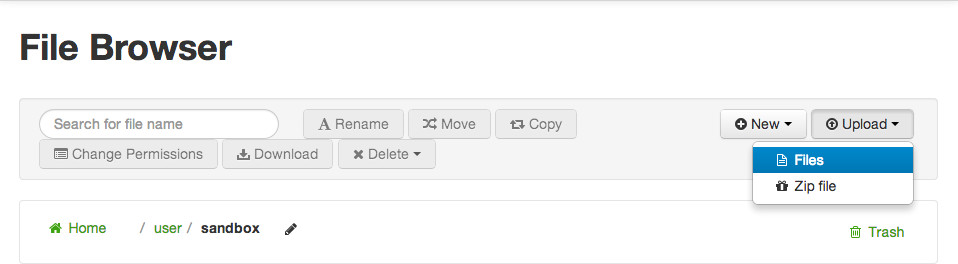 File Browser
Search for file name Rename Move Copy New Upload
Change Permissions Download Delete
Files
Zip file
Home / user / sandbox Trash